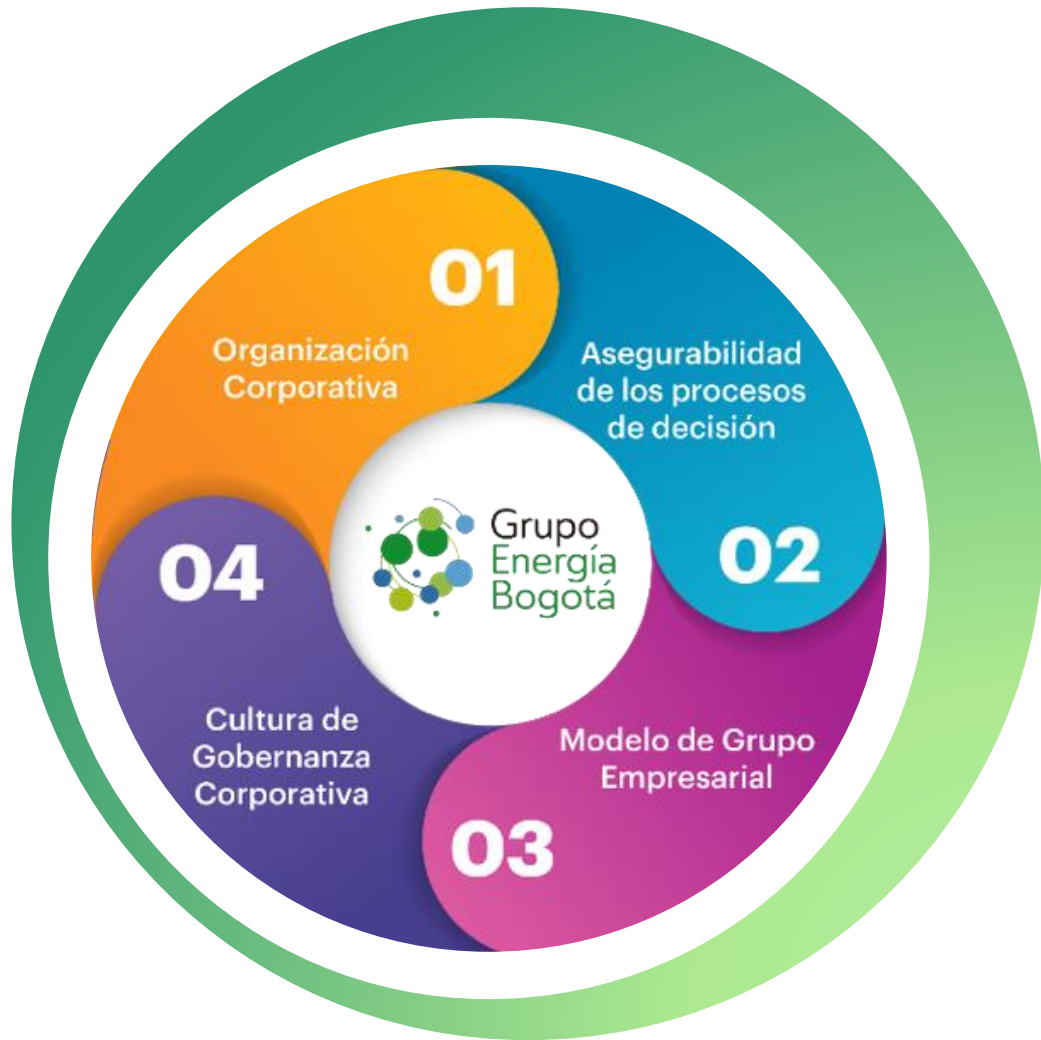 01
Organización
Corporativa
Asegurabilidad
de los procesos
de decisión
02
Modelo de Grupo
Empresarial
03
04
Cultura de
Gobernanza
Corporativa
Grupo
Energía
Bogotá